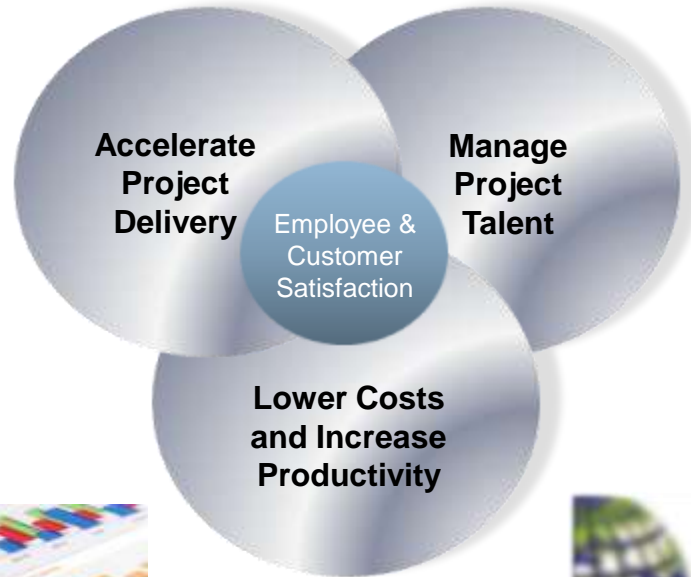 Accelerate
Project
Delivery
Manage
Project
Talent
Employee &
Customer
Satisfaction
Lower Costs
and Increase
Productivity